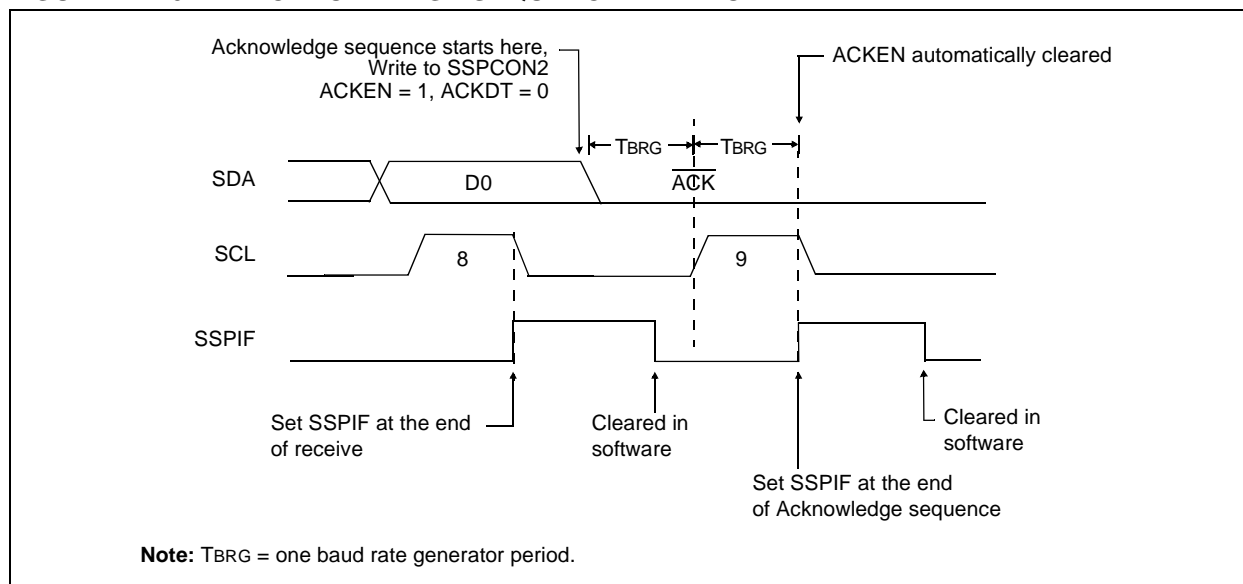 Acknowledge sequence starts here,
Write to SSPCON2
ACKEN = 1, ACKDT = 0
ACKEN automatically cleared
TBRG
TBRG
SDA
D0
ACK
SCL
8
9
SSPIF
Set SSPIF at the end
of receive
Cleared in
software
Cleared in
software
Set SSPIF at the end
of Acknowledge sequence
Note: TBRG = one baud rate generator period.